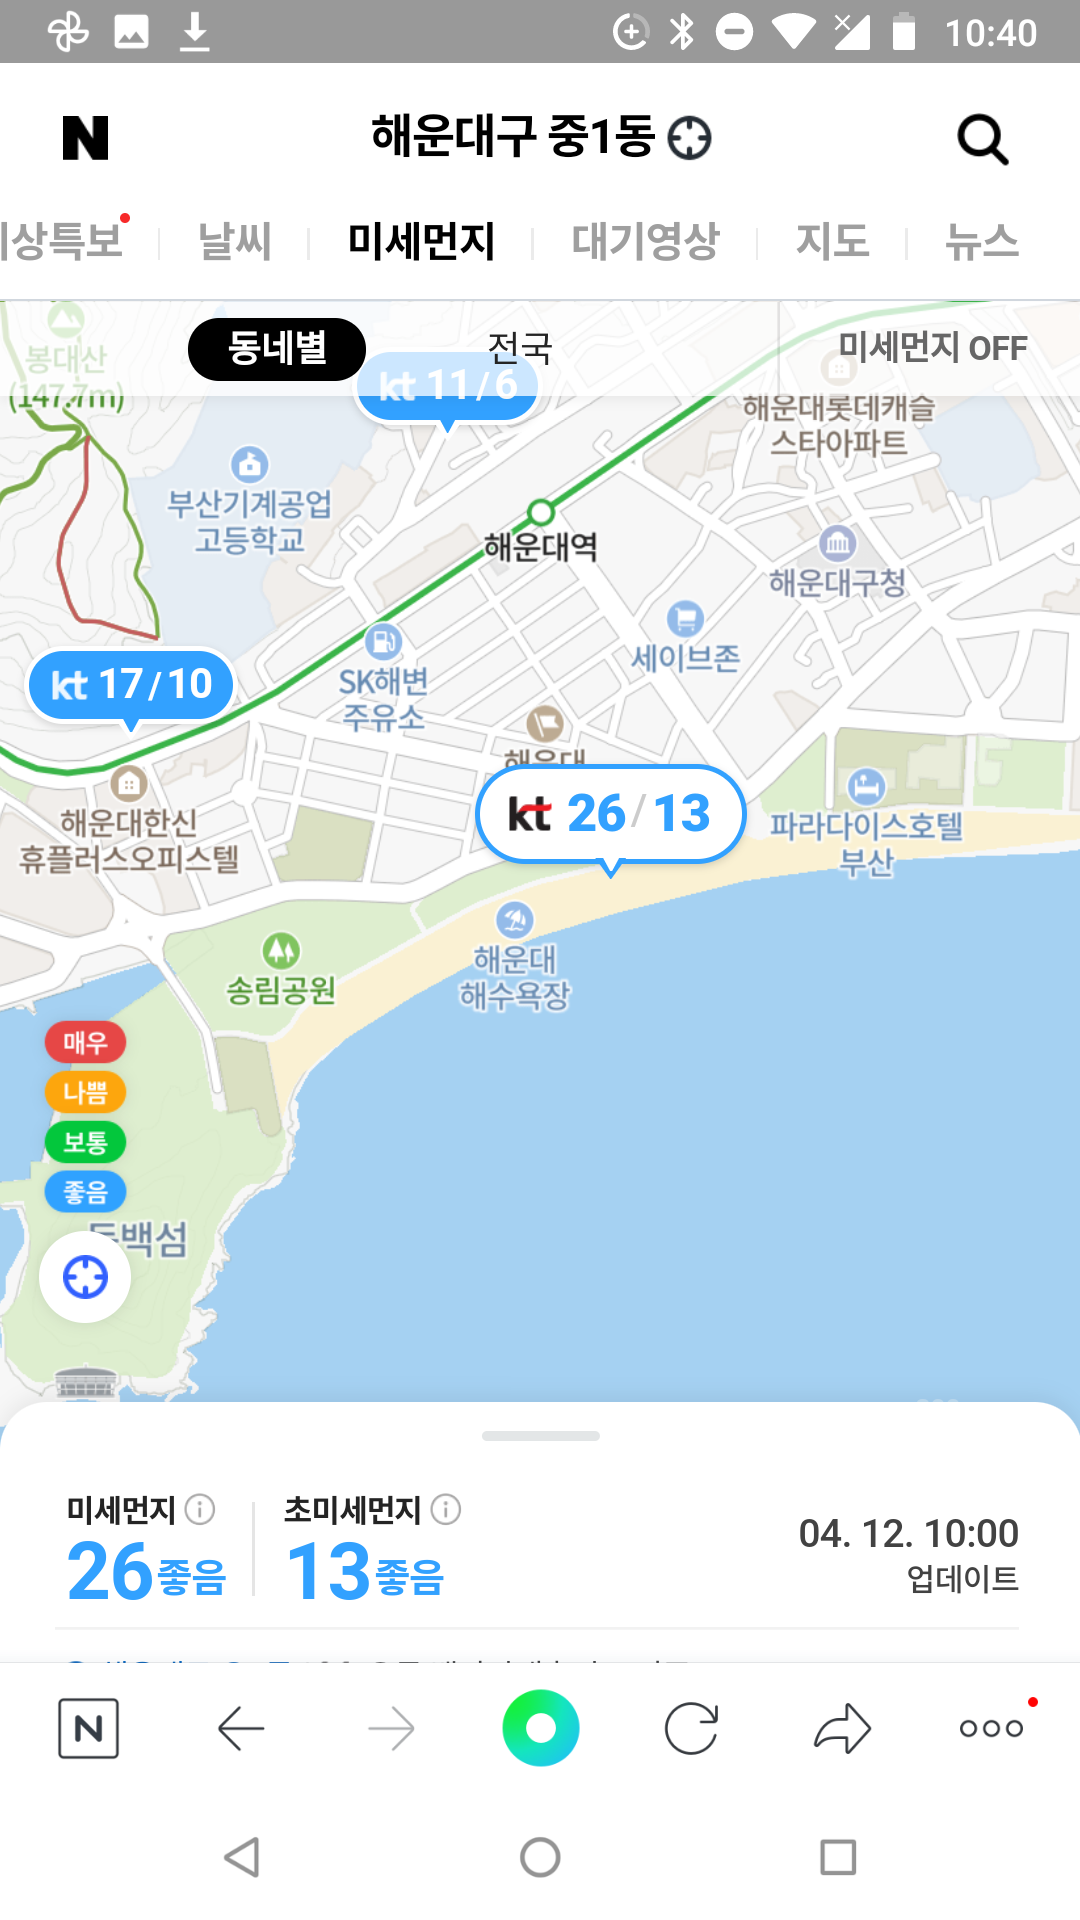 10:40
N
해운대구 중1동
기상특보
날씨
미세먼지
대기영상
지도
뉴스
동네별
전국
미세먼지 OFF
봉대산
(147.7m)
kt 11/6
해운대롯데캐슬
스타아파트
부산기계공업
고등학교
해운대역
해운대구청
세이브존
SK해변
주유소
kt 17/10
해운대
kt 26/13
해운대한신
휴플러스오피스텔
파라다이스호텔
부산
해운대
해수욕장
송림공원
매우
나쁨
보통
좋음
동백섬
미세먼지
초미세먼지
26좋음
13좋음
04. 12. 10:00
업데이트
N